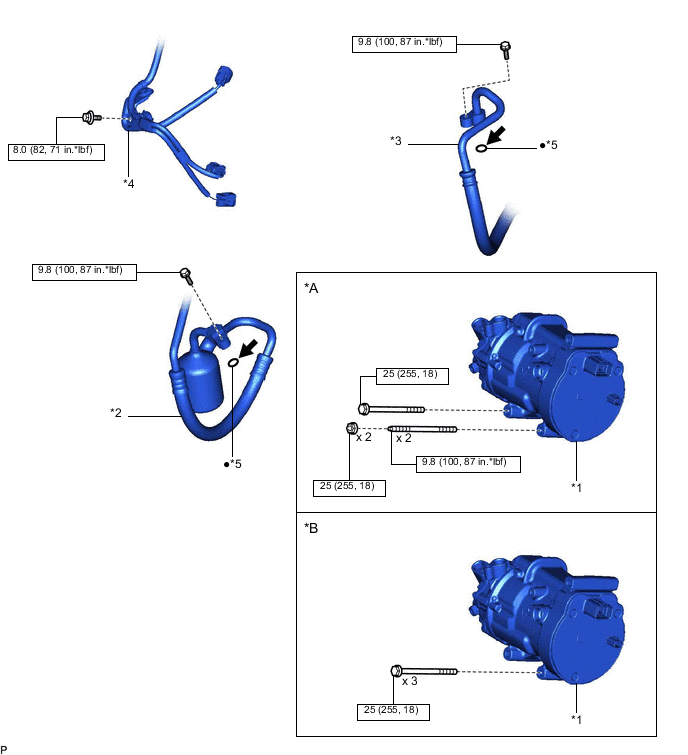 9.8 (100, 87 in.*lbf)
8.0 (82, 71 in.*lbf)
*3
●*5
*4
9.8 (100, 87 in.*lbf)
*A
25 (255, 18)
*2
x 2
x 2
●*5
9.8 (100, 87 in.*lbf)
25 (255, 18)
*1
*B
x 3
25 (255, 18)
*1
P